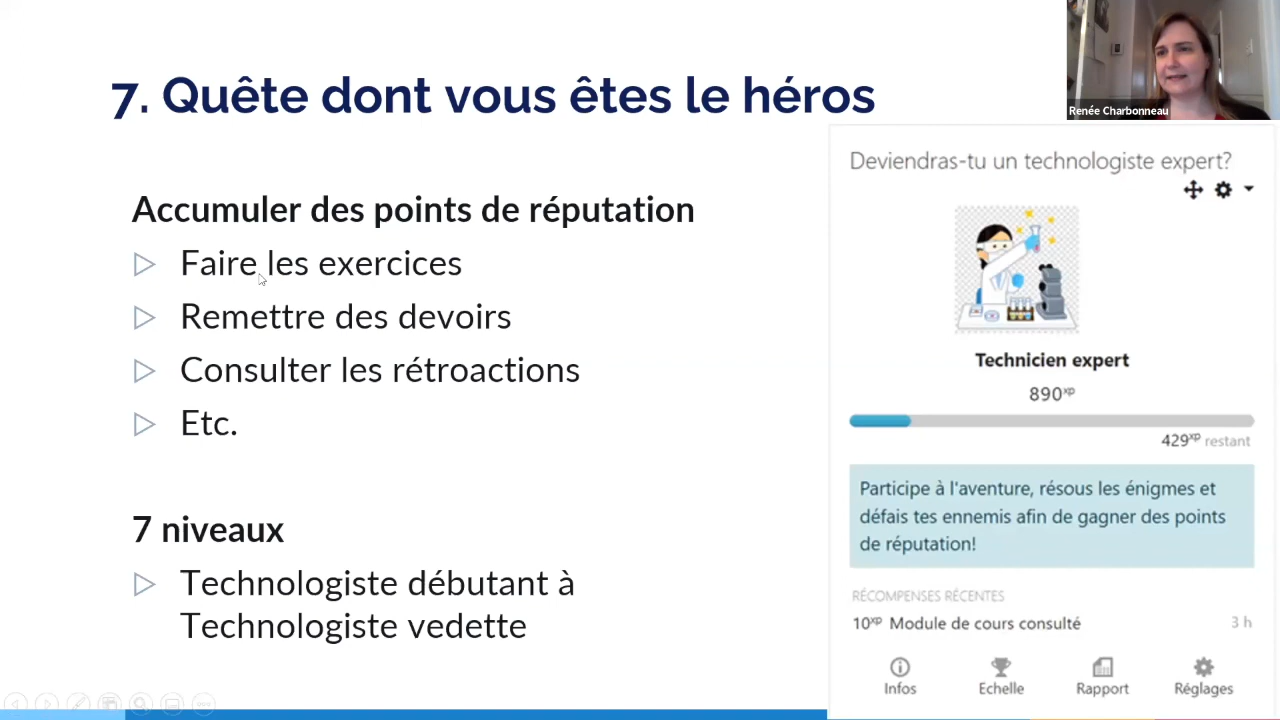 7. Quête dont vous êtes le héros
Renée Charbonneau
Accumuler des points de réputation
Faire les exercices
Remettre des devoirs
Consulter les rétroactions
Etc.
7 niveaux
Technologiste débutant à
Technologiste vedette
Deviendras-tu un technologiste expert?
Technicien expert
890xp
429xp restant
Participe à l'aventure, résous les énigmes et
défais tes ennemis afin de gagner des points
de réputation!
RÉCOMPENSES RÉCENTES
10xp Module de cours consulté 3 h
Infos Echelle Rapport Réglages